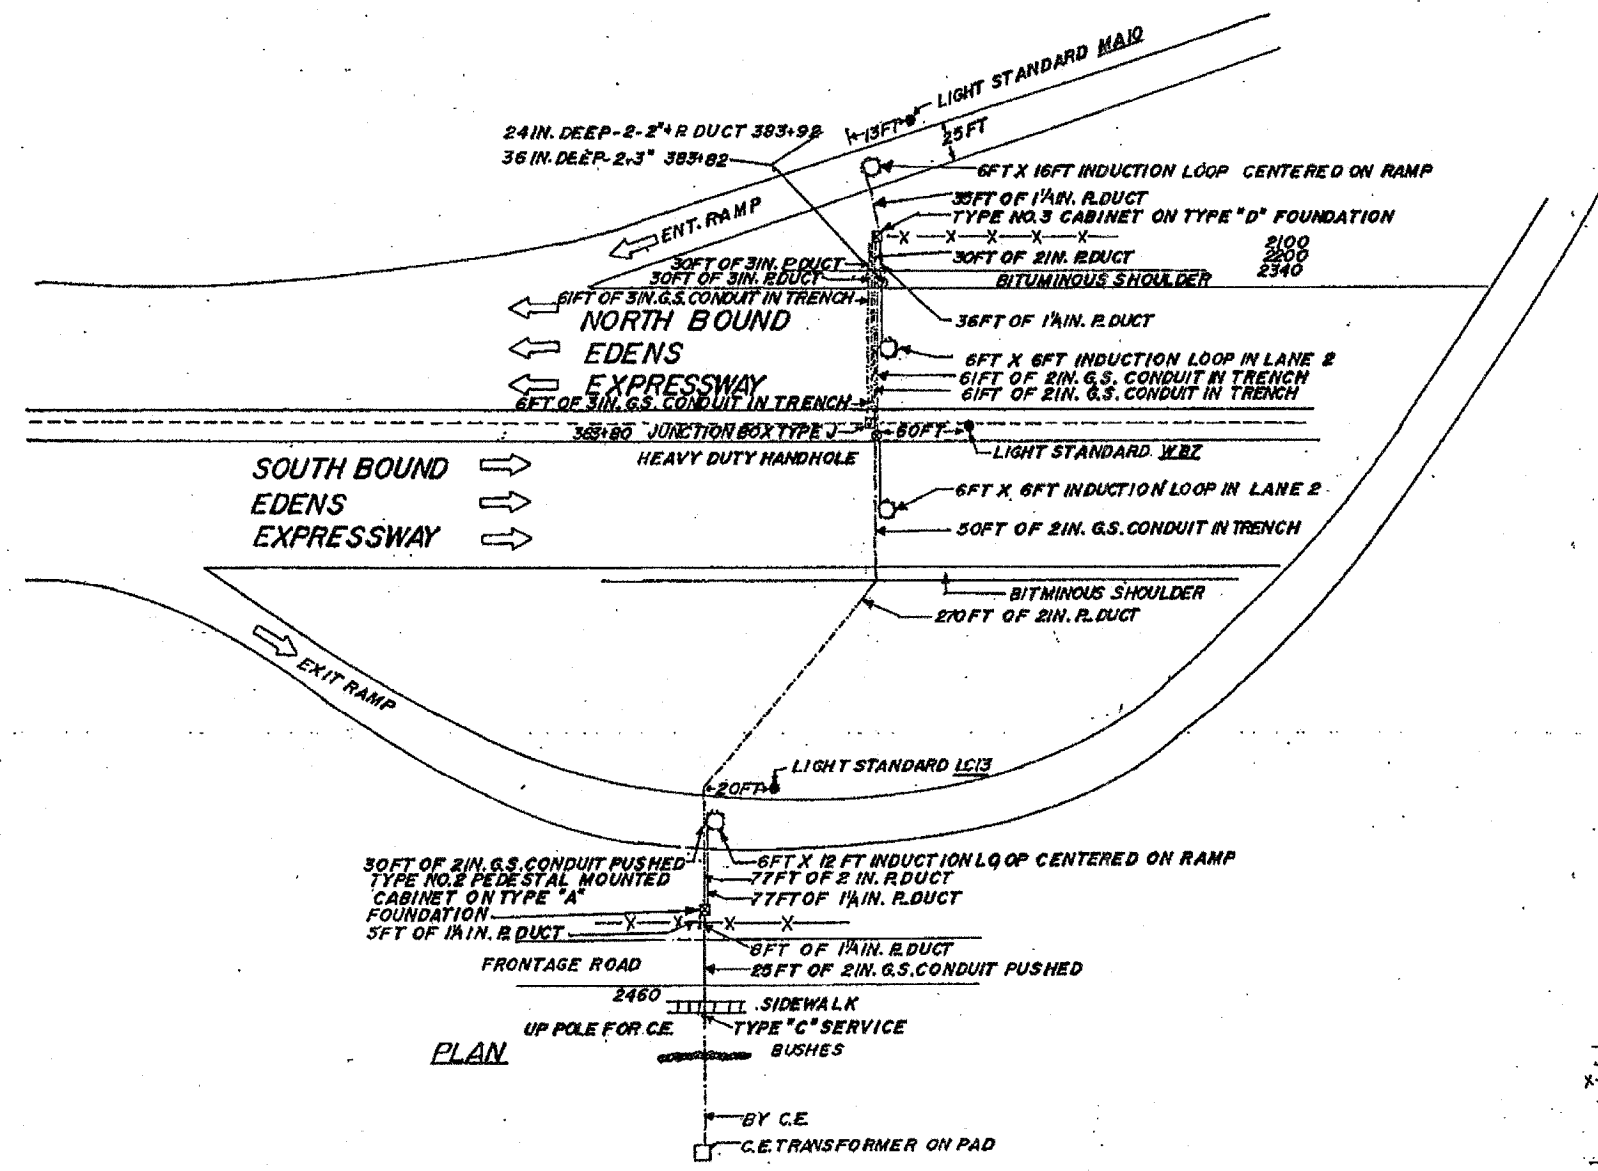 LIGHT STANDARD MA10
24IN. DEEP-2-2"+R DUCT 383+92
13FT
25FT
36 IN. DEEP-2-3" 383+82
6FT X 16FT INDUCTION LOOP CENTERED ON RAMP
35FT OF 1¼IN. P. DUCT
TYPE NO. 3 CABINET ON TYPE "D" FOUNDATION
ENT. RAMP
X X X X X
2100
30FT OF 3IN. P. DUCT
30FT OF 2IN. P. DUCT
2200
30FT OF 3IN. P. DUCT
BITUMINOUS SHOULDER
2340
61FT OF 3IN. G.S. CONDUIT IN TRENCH
NORTH BOUND
36FT OF 1¼IN. P. DUCT
EDENS
6FT X 6FT INDUCTION LOOP IN LANE 2
EXPRESSWAY
61FT OF 2IN. G.S. CONDUIT IN TRENCH
61FT OF 2IN. G.S. CONDUIT IN TRENCH
6FT OF 3IN. G.S. CONDUIT IN TRENCH
383+80 JUNCTION BOX TYPE J
60FT
HEAVY DUTY HANDHOLE
LIGHT STANDARD WB7
SOUTH BOUND
EDENS
EXPRESSWAY
6FT X 6FT INDUCTION LOOP IN LANE 2
50FT OF 2IN. G.S. CONDUIT IN TRENCH
BITMINOUS SHOULDER
270FT OF 2IN. P. DUCT
EXIT RAMP
LIGHT STANDARD LC13
20FT
30FT OF 2IN. G.S. CONDUIT PUSHED
6FT X 12 FT INDUCTION LOOP CENTERED ON RAMP
TYPE NO. 2 PEDESTAL MOUNTED
77FT OF 2 IN. P. DUCT
CABINET ON TYPE "A"
77FT OF 1¼IN. P. DUCT
FOUNDATION
X X X X
5FT OF 1¼IN. P. DUCT
8FT OF 1¼IN. P. DUCT
FRONTAGE ROAD
25FT OF 2IN. G.S. CONDUIT PUSHED
2460
SIDEWALK
UP POLE FOR C.E.
TYPE "C" SERVICE
PLAN
BUSHES
BY C.E.
C.E. TRANSFORMER ON PAD
X